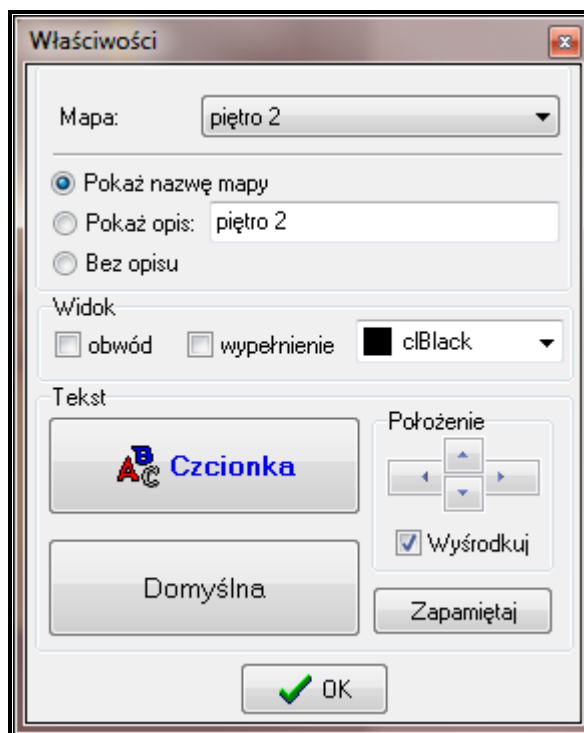 Właściwości
Mapa: piętro 2
Pokaż nazwę mapy
Pokaż opis: piętro 2
Bez opisu
Widok
obwód wypełnienie clBlack
Tekst
Położenie
ABC Czcionka
Wyśrodkuj
Domyślna
Zapamiętaj
OK